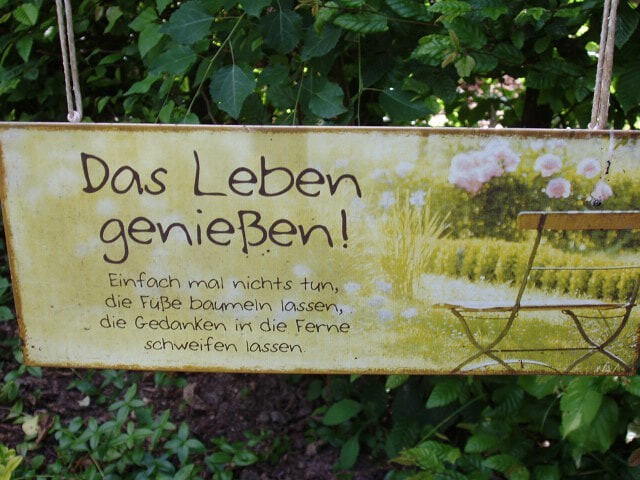 Das Leben
genießen!
Einfach mal nichts tun,
die Füße baumeln lassen,
die Gedanken in die Ferne
schweifen lassen.